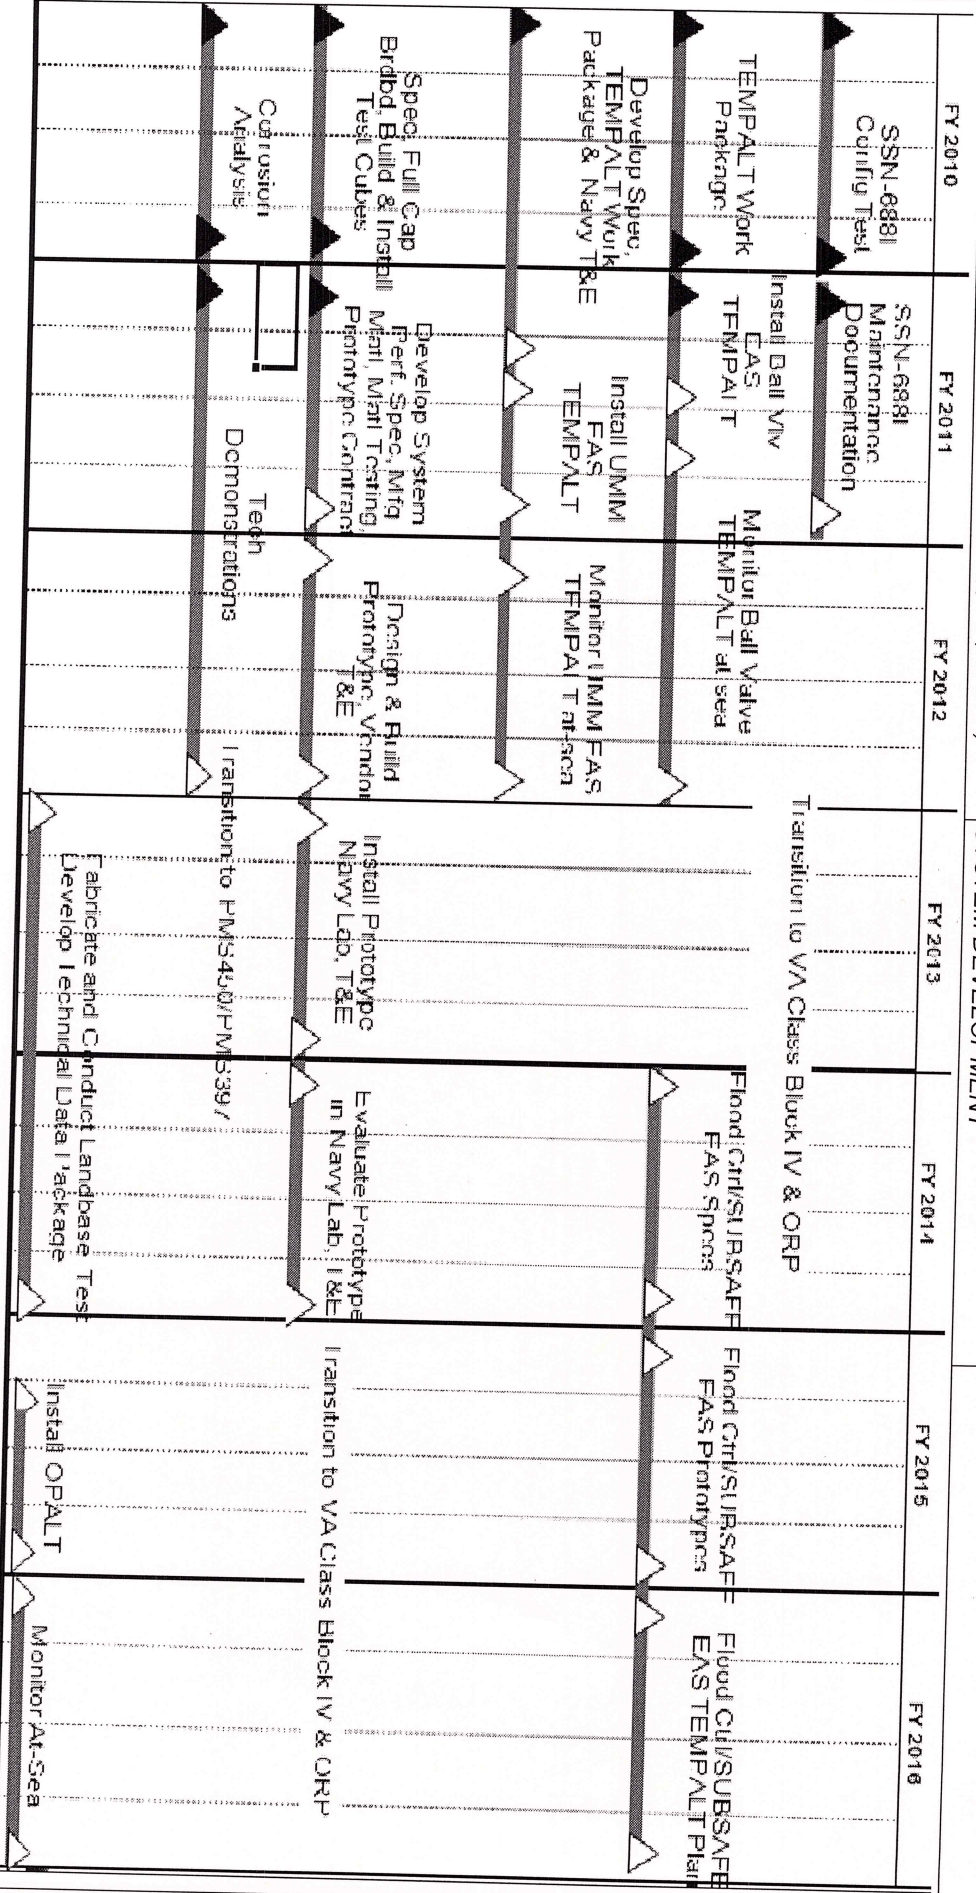 FY 2010
FY 2011
FY 2012
FY 2013
FY 2014
FY 2015
FY 2016
SSN-688I
Config Test
SSN-688I
Maintenance
Documentation
TEMPALT Work
Package
Install Ball Vlv
EAS
TEMPALT
Monitor Ball Valve
TEMPALT at sea
Transition to VA Class Block IV & ORP
Flood Ctrl/SUBSAFE
EAS Specs
Flood Ctrl/SUBSAFE
EAS Prototypes
Flood Ctrl/SUBSAFE
EAS TEMPALT Plan
Develop Spec,
TEMPALT Work
Package & Navy T&E
Install UMM
EAS
TEMPALT
Monitor UMM EAS
TEMPALT at-sea
Spec, Full Cap
Brdbd, Build & Install
Test Cubes
Develop System
Perf. Spec, Mfg
Matl, Matl Testing,
Prototype Contract
Design & Build
Prototype, Vendor
T&E
Install Prototype
Navy Lab, T&E
Evaluate Prototype
in Navy Lab, T&E
Transition to VA Class Block IV & ORP
Corrosion
Analysis
Tech
Demonstrations
Transition to PMS450/PMS397
Fabricate and Conduct Landbase Test
Develop Technical Data Package
Install OPALT
Monitor At-Sea